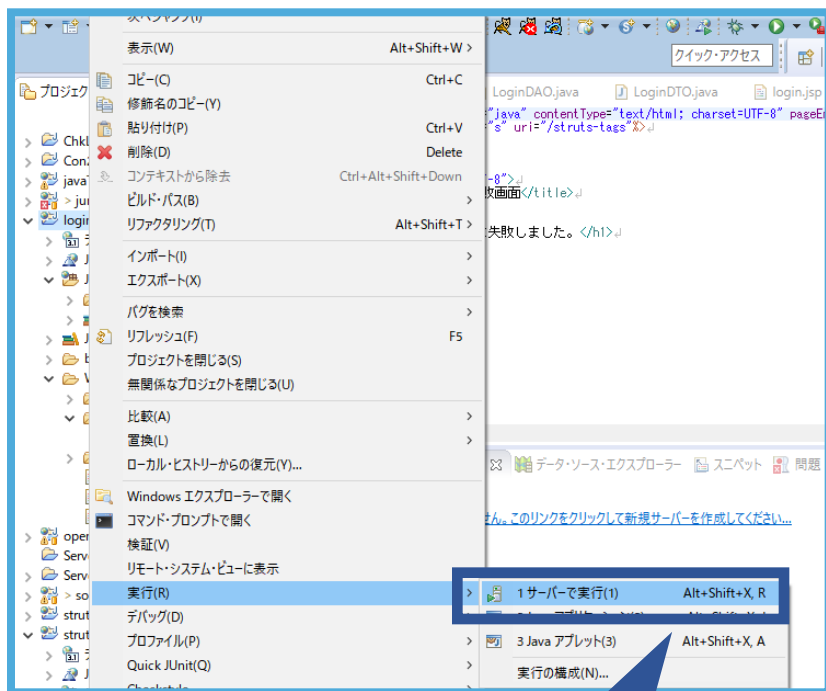 表示(W) Alt+Shift+W >
クイック・アクセス
コピー(C) Ctrl+C
プロジェク
LoginDAO.java LoginDTO.java login.jsp
修飾名のコピー(Y)
"java" contentType="text/html; charset=UTF-8" pageEn
貼り付け(P) Ctrl+V
"s" uri="/struts-tags"%>
削除(D) Delete
コンテキストから除去 Ctrl+Alt+Shift+Down
-8">
ビルド・パス(B) >
敗画面</title>
リファクタリング(T) Alt+Shift+T >
失敗しました。</h1>
インポート(I) >
エクスポート(X) >
バグを検索 >
リフレッシュ(F) F5
プロジェクトを閉じる(S)
無関係なプロジェクトを閉じる(U)
比較(A) >
置換(L) >
ローカル・ヒストリーからの復元(Y)...
データ・ソース・エクスプローラー スニペット 問題
Windows エクスプローラーで開く
コマンド・プロンプトで開く
せん。このリンクをクリックして新規サーバーを作成してください...
検証(V)
リモート・システム・ビューに表示
実行(R) >
1 サーバーで実行(1) Alt+Shift+X, R
デバッグ(D) >
プロファイル(P) >
3 Java アプレット(3) Alt+Shift+X, A
Quick JUnit(Q) >
実行の構成(N)...